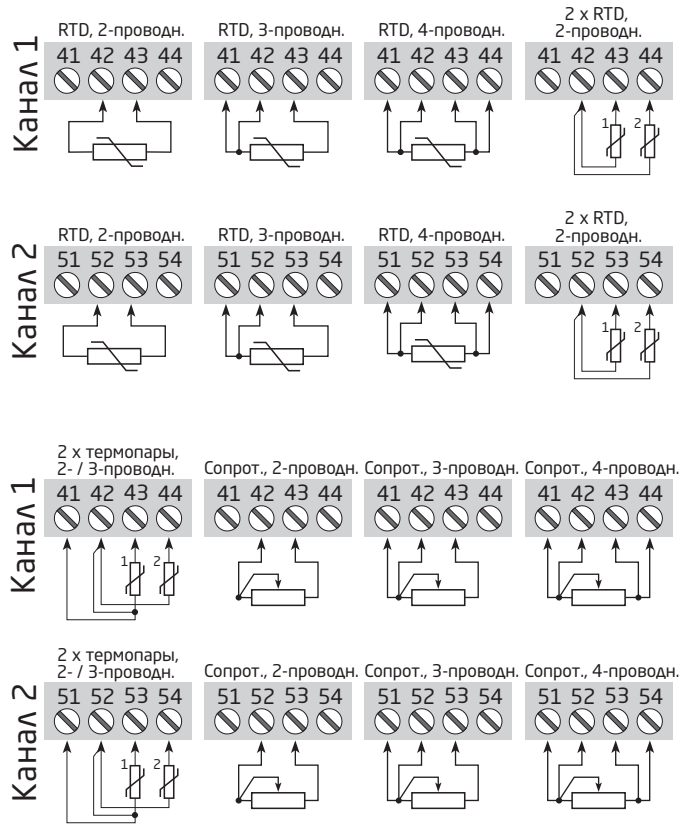 Канал 1
RTD, 2-проводн.
41 42 43 44
RTD, 3-проводн.
41 42 43 44
RTD, 4-проводн.
41 42 43 44
2 x RTD,
2-проводн.
41 42 43 44
1 2
Канал 2
RTD, 2-проводн.
51 52 53 54
RTD, 3-проводн.
51 52 53 54
RTD, 4-проводн.
51 52 53 54
2 x RTD,
2-проводн.
51 52 53 54
1 2
Канал 1
2 x термопары,
2- / 3-проводн.
41 42 43 44
1 2
Сопрот., 2-проводн.
41 42 43 44
Сопрот., 3-проводн.
41 42 43 44
Сопрот., 4-проводн.
41 42 43 44
Канал 2
2 x термопары,
2- / 3-проводн.
51 52 53 54
1 2
Сопрот., 2-проводн.
51 52 53 54
Сопрот., 3-проводн.
51 52 53 54
Сопрот., 4-проводн.
51 52 53 54